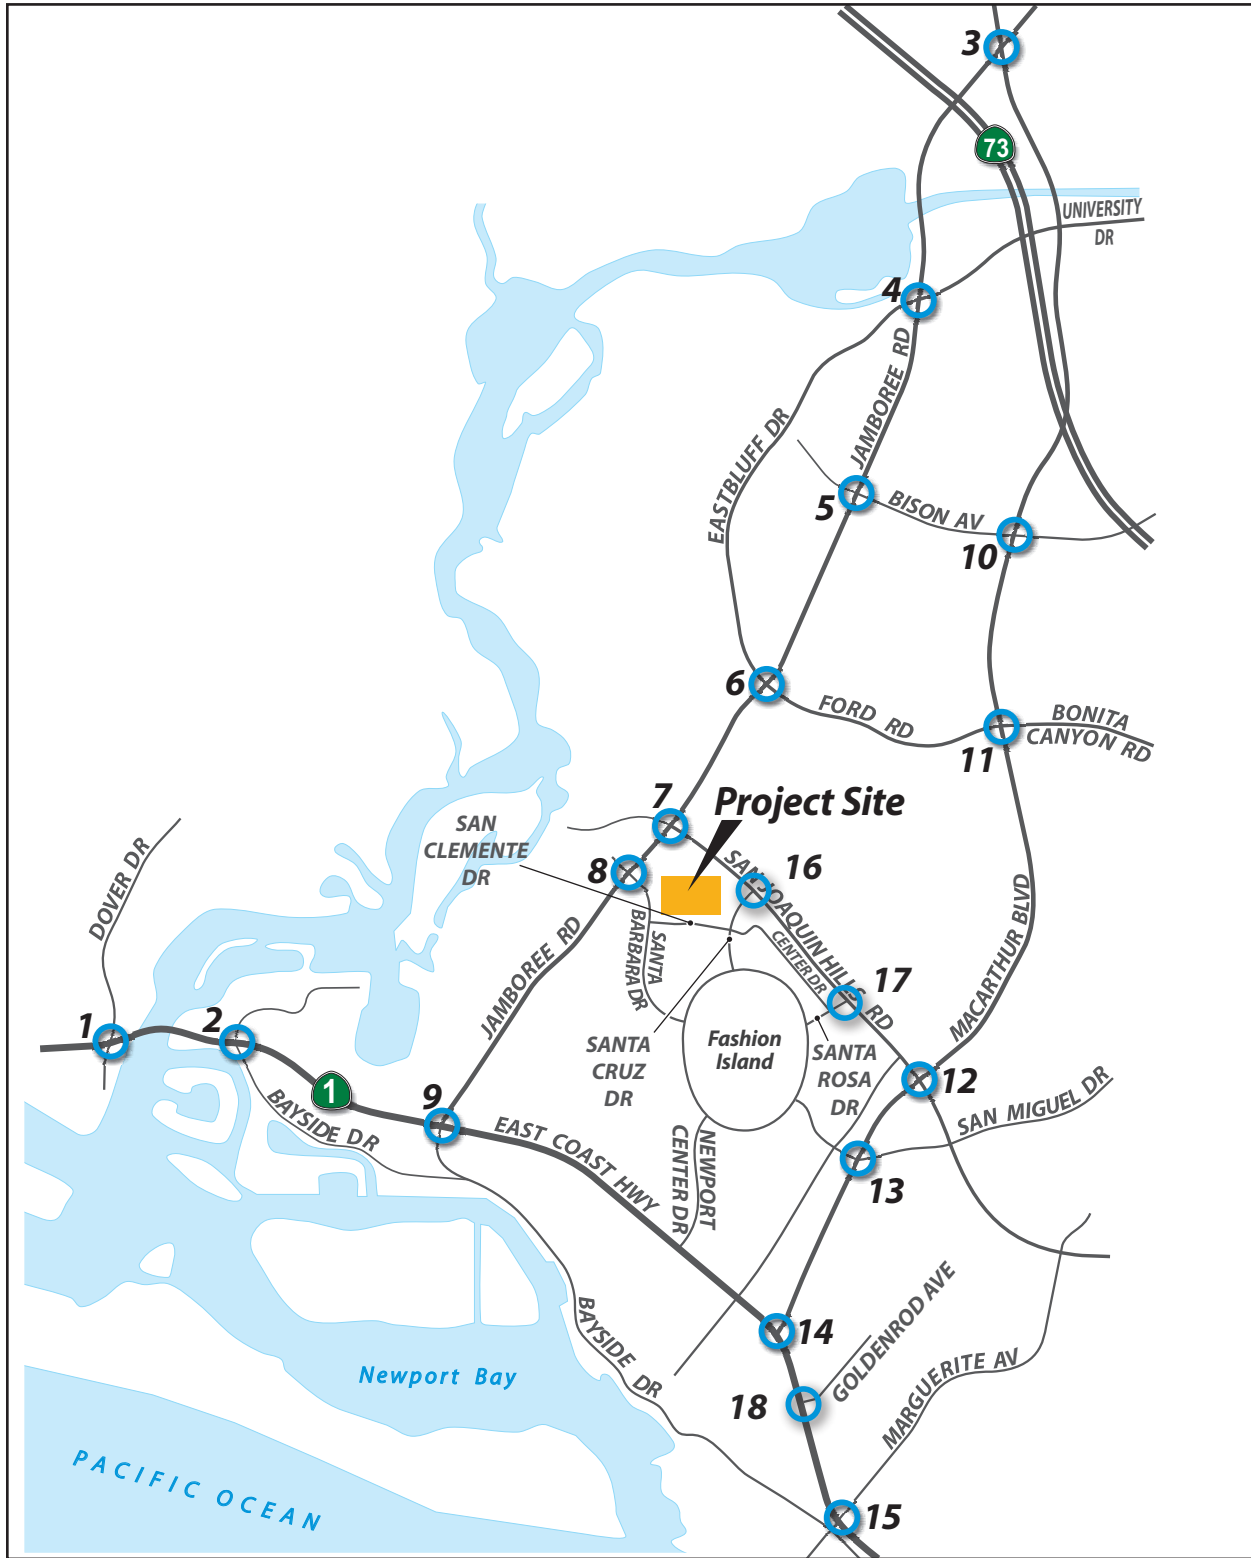 3
73
UNIVERSITY
DR
4
JAMBOREE RD
EASTBLUFF DR
5
BISON AV
10
6
FORD RD
BONITA
CANYON RD
11
7
Project Site
SAN
CLEMENTE
DR
8
SAN JOAQUIN HILLS RD
16
DOVER DR
SANTA
BARBARA DR
CENTER DR
MACARTHUR BLVD
JAMBOREE RD
17
1
2
SANTA
CRUZ
DR
Fashion
Island
SANTA
ROSA
DR
12
1
9
BAYSIDE DR
EAST COAST HWY
NEWPORT
CENTER DR
SAN MIGUEL DR
13
BAYSIDE DR
14
GOLDENROD AVE
Newport Bay
18
MARGUERITE AV
PACIFIC OCEAN
15